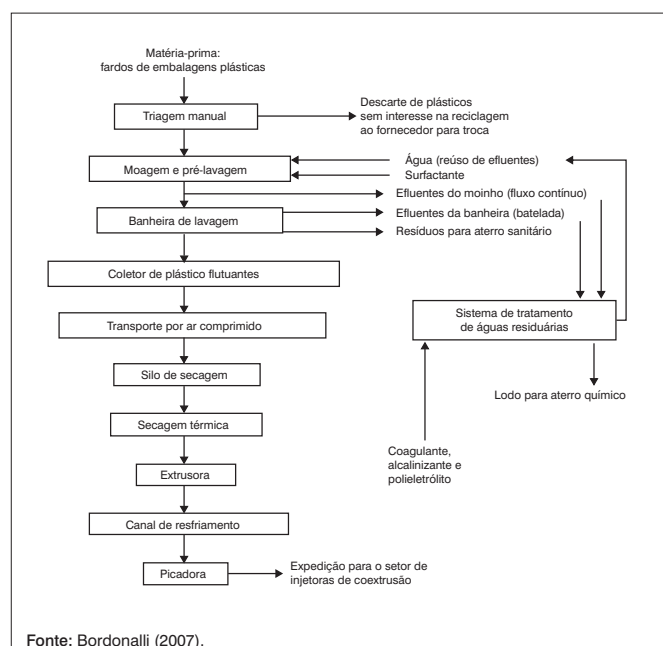 Matéria-prima:
fardos de embalagens plásticas
Triagem manual
Descarte de plásticos
sem interesse na reciclagem
ao fornecedor para troca
Moagem e pré-lavagem
Água (reúso de efluentes)
Surfactante
Efluentes do moinho (fluxo contínuo)
Banheira de lavagem
Efluentes da banheira (batelada)
Resíduos para aterro sanitário
Coletor de plástico flutuantes
Transporte por ar comprimido
Sistema de tratamento
de águas residuárias
Silo de secagem
Lodo para aterro químico
Secagem térmica
Coagulante,
alcalinizante e
polieletrólito
Extrusora
Canal de resfriamento
Picadora
Expedição para o setor de
injetoras de coextrusão
Fonte: Bordonalli (2007).